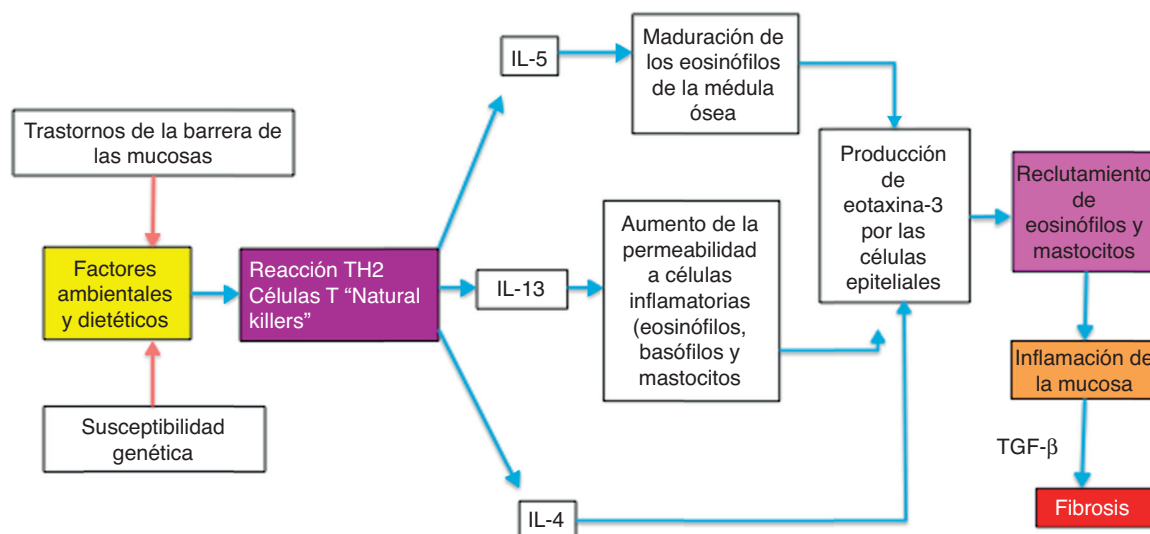 Trastornos de la barrera de
las mucosas
Factores
ambientales
y dietéticos
Susceptibilidad
genética
Reacción TH2
Células T “Natural
killers”
IL-5
Maduración de
los eosinófilos
de la médula
ósea
IL-13
Aumento de la
permeabilidad
a células
inflamatorias
(eosinófilos,
basófilos y
mastocitos
IL-4
Producción
de
eotaxina-3
por las
células
epiteliales
Reclutamiento
de
eosinófilos y
mastocitos
Inflamación de
la mucosa
TGF-β
Fibrosis